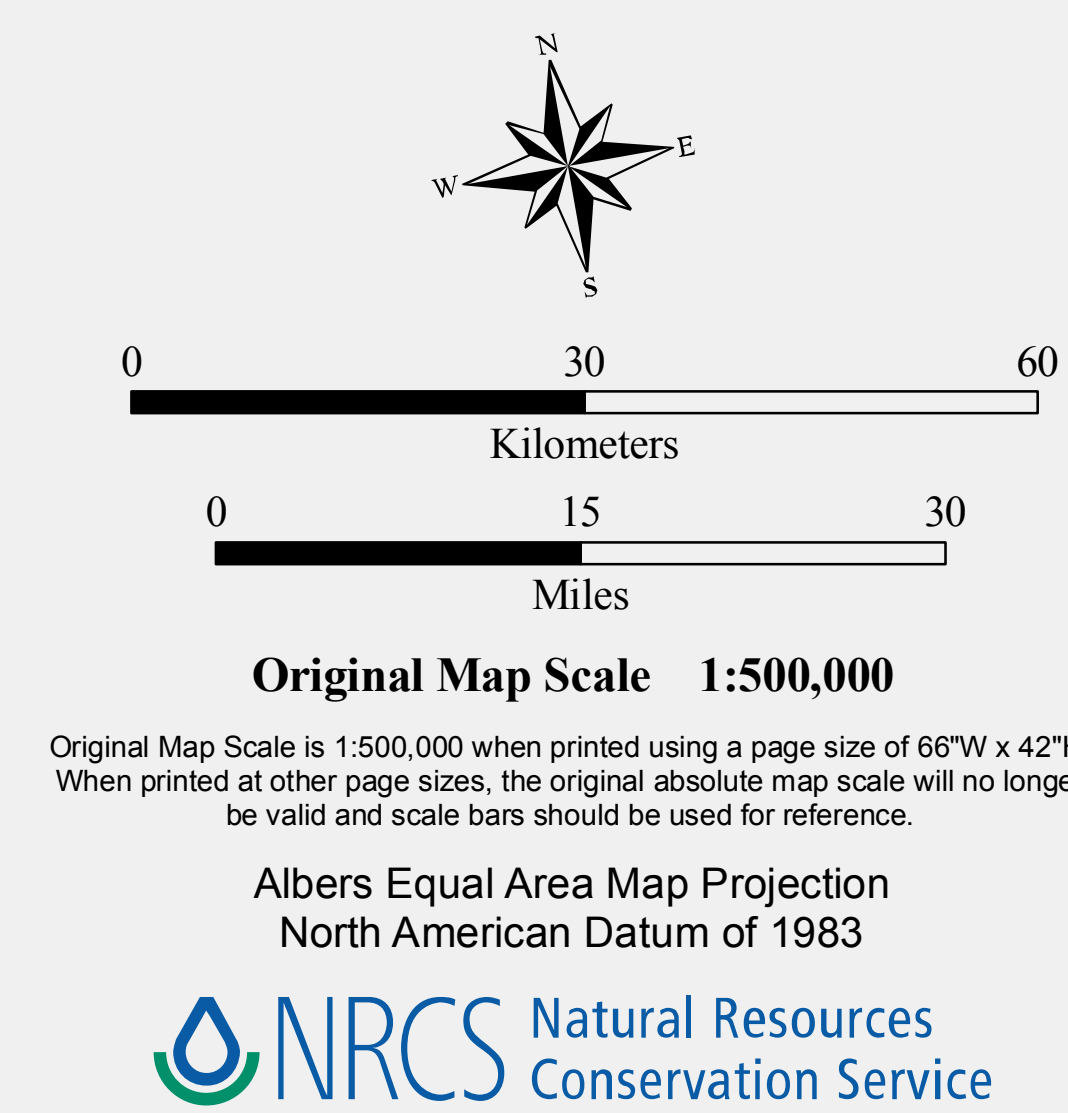 N
E
W
S
0 30 60
Kilometers
0 15 30
Miles
Original Map Scale 1:500,000
Original Map Scale is 1:500,000 when printed using a page size of 66"W x 42"H
When printed at other page sizes, the original absolute map scale will no longe
be valid and scale bars should be used for reference.
Albers Equal Area Map Projection
North American Datum of 1983
NRCS Natural Resources
Conservation Service